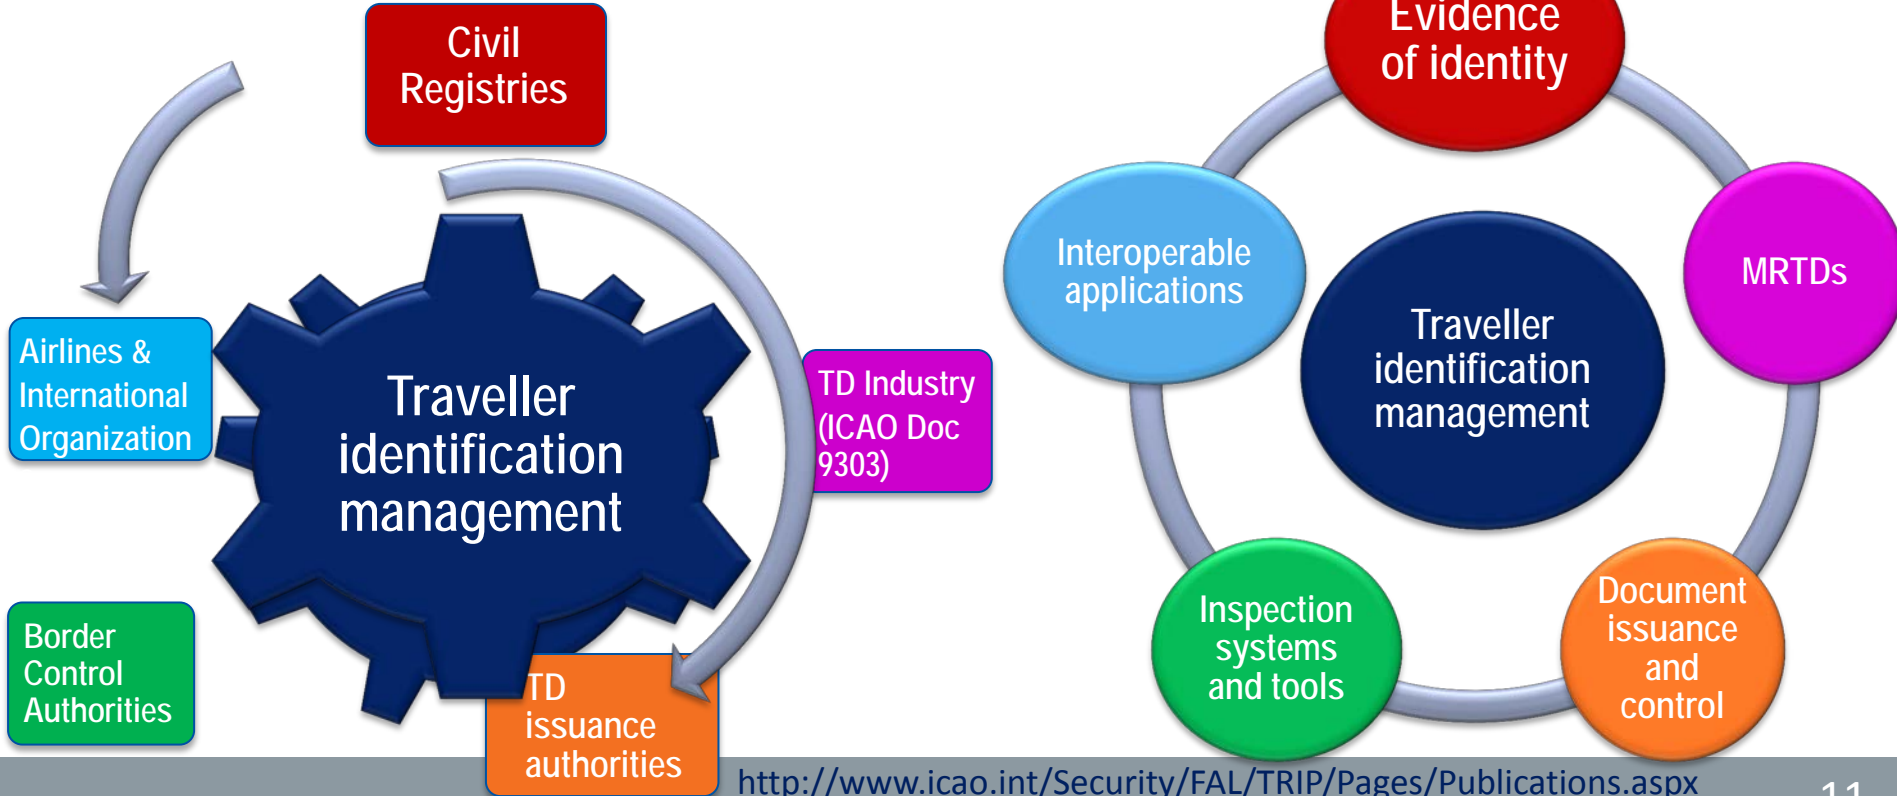 Civil
Registries
Airlines &
International
Organization
Traveller
identification
management
TD Industry
(ICAO Doc
9303)
Border
Control
Authorities
TD
issuance
authorities
Evidence
of identity
Interoperable
applications
MRTDs
Traveller
identification
management
Inspection
systems
and tools
Document
issuance
and
control
http://www.icao.int/Security/FAL/TRIP/Pages/Publications.aspx
11